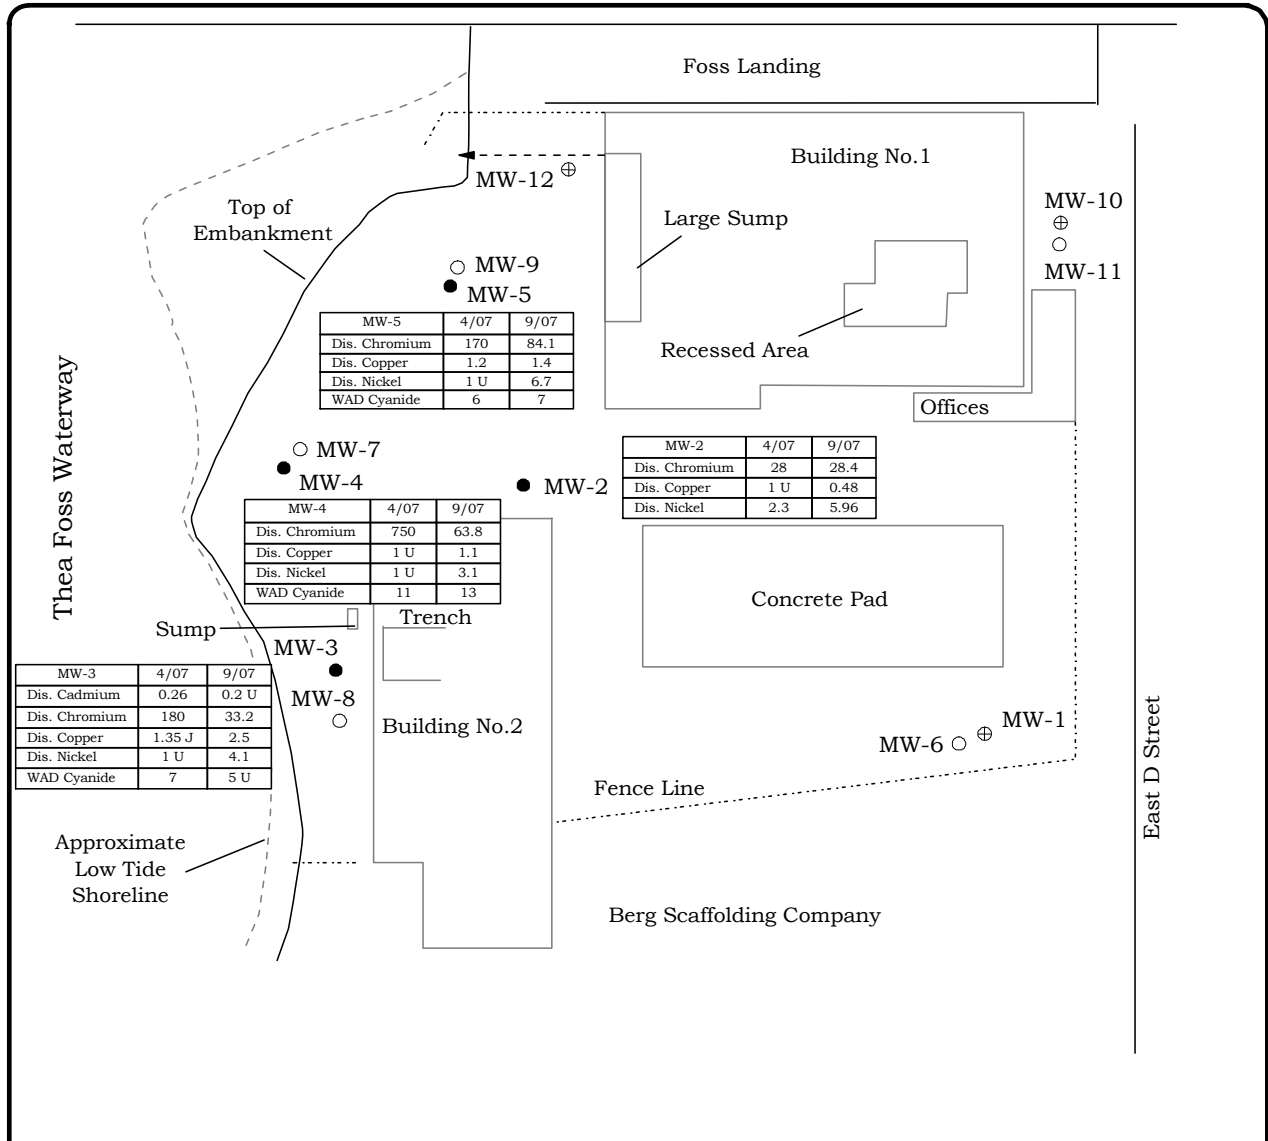 Foss Landing
Building No.1
MW-12
MW-10
MW-11
Top of
Embankment
Large Sump
MW-9
MW-5
MW-5 4/07 9/07
Dis. Chromium 170 84.1
Dis. Copper 1.2 1.4
Dis. Nickel 1 U 6.7
WAD Cyanide 6 7
Recessed Area
Offices
Thea Foss Waterway
MW-7
MW-4
MW-2
MW-2 4/07 9/07
Dis. Chromium 28 28.4
Dis. Copper 1 U 0.48
Dis. Nickel 2.3 5.96
MW-4 4/07 9/07
Dis. Chromium 750 63.8
Dis. Copper 1 U 1.1
Dis. Nickel 1 U 3.1
WAD Cyanide 11 13
Concrete Pad
Sump
Trench
MW-3
MW-8
MW-3 4/07 9/07
Dis. Cadmium 0.26 0.2 U
Dis. Chromium 180 33.2
Dis. Copper 1.35 J 2.5
Dis. Nickel 1 U 4.1
WAD Cyanide 7 5 U
Building No.2
MW-1
MW-6
Fence Line
East D Street
Approximate
Low Tide
Shoreline
Berg Scaffolding Company